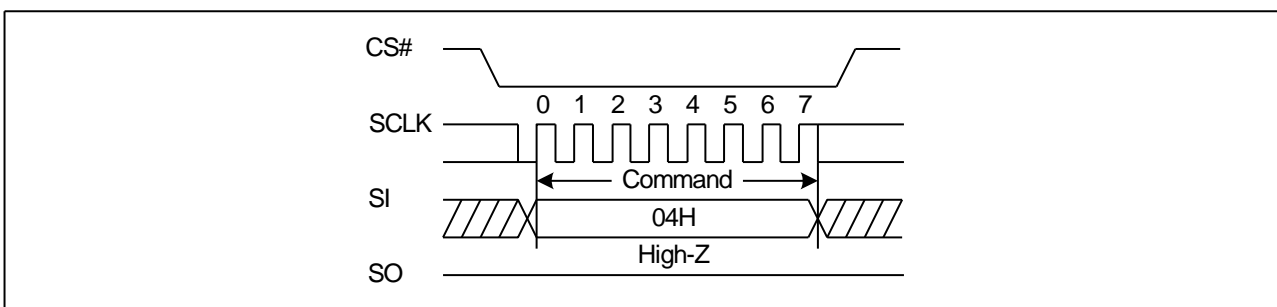 CS#
0 1 2 3 4 5 6 7
SCLK
Command
SI
04H
High-Z
SO